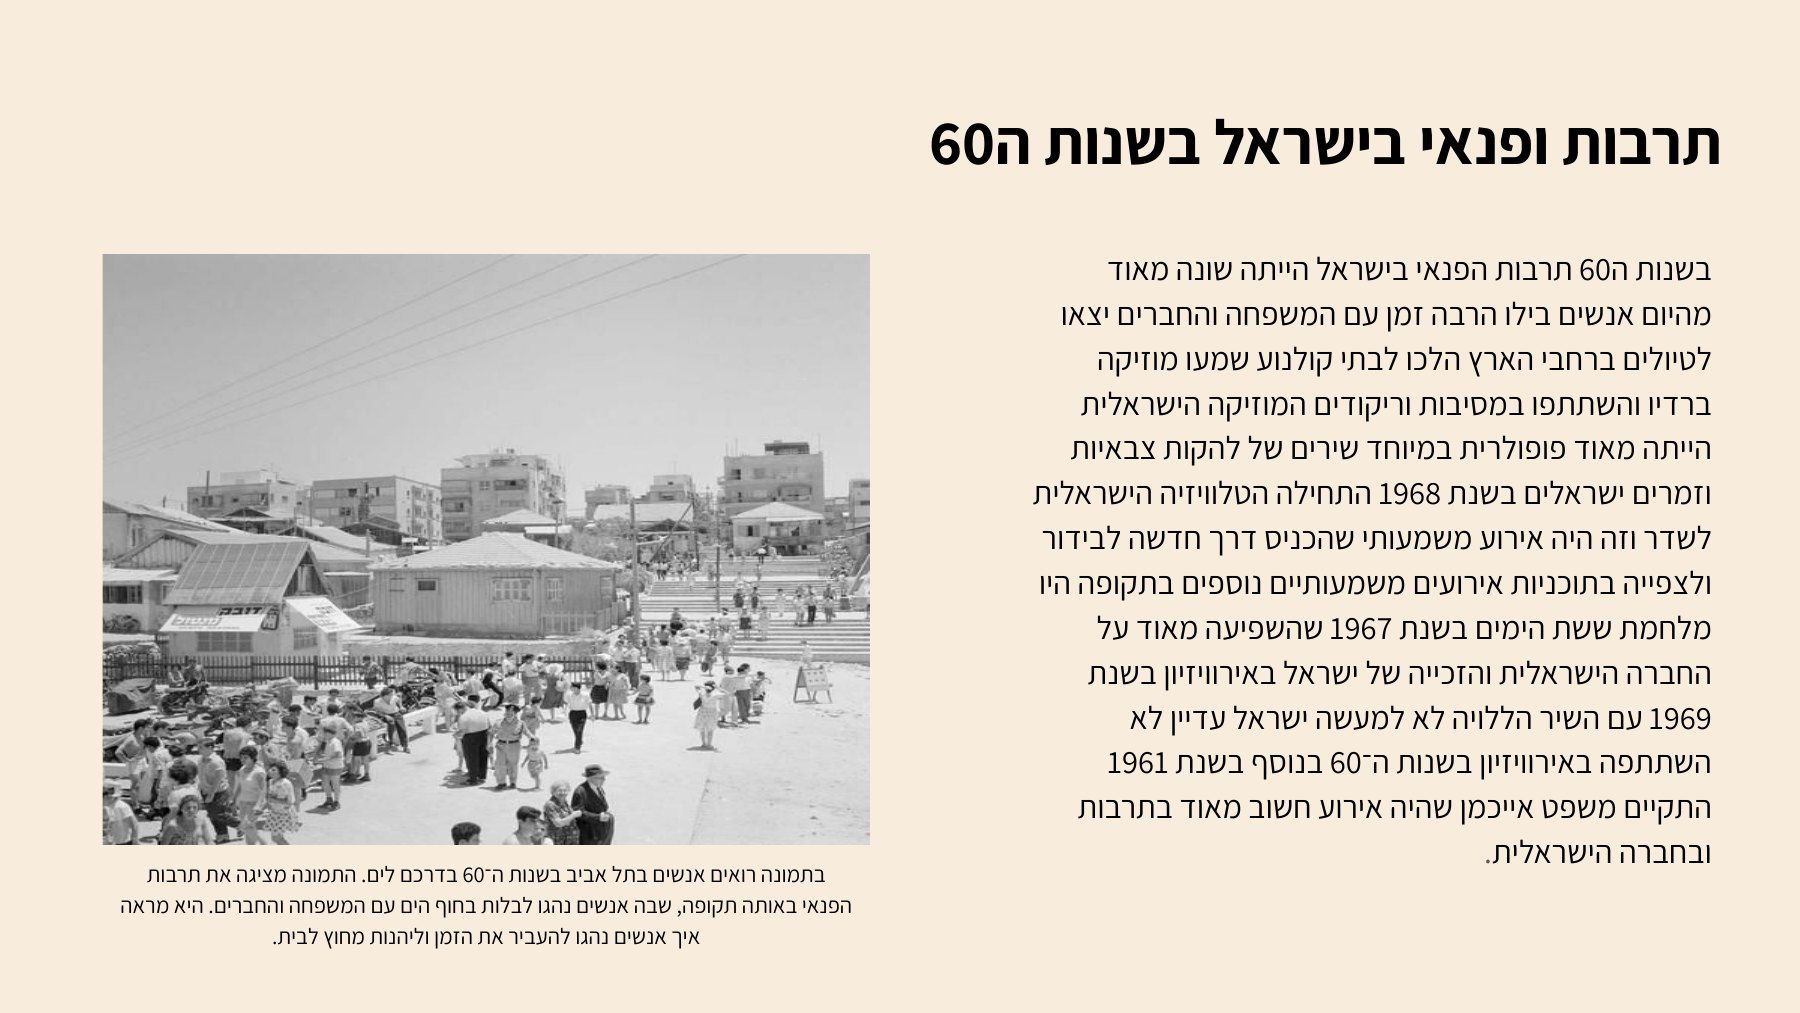 תרבות ופנאי בישראל בשנות ה60
בשנות ה60 תרבות הפנאי בישראל הייתה שונה מאוד
מהיום אנשים בילו הרבה זמן עם המשפחה והחברים יצאו
לטיולים ברחבי הארץ הלכו לבתי קולנוע שמעו מוזיקה
ברדיו והשתתפו במסיבות וריקודים המוזיקה הישראלית
הייתה מאוד פופולרית במיוחד שירים של להקות צבאיות
וזמרים ישראלים בשנת 1968 התחילה הטלוויזיה הישראלית
לשדר וזה היה אירוע משמעותי שהכניס דרך חדשה לבידור
ולצפייה בתוכניות אירועים משמעותיים נוספים בתקופה היו
מלחמת ששת הימים בשנת 1967 שהשפיעה מאוד על
החברה הישראלית והזכייה של ישראל באירוויזיון בשנת
1969 עם השיר הללויה לא למעשה ישראל עדיין לא
השתתפה באירוויזיון בשנות ה־60 בנוסף בשנת 1961
התקיים משפט אייכמן שהיה אירוע חשוב מאוד בתרבות
ובחברה הישראלית.
בתמונה רואים אנשים בתל אביב בשנות ה־60 בדרכם לים. התמונה מציגה את תרבות
הפנאי באותה תקופה, שבה אנשים נהגו לבלות בחוף הים עם המשפחה והחברים. היא מראה
איך אנשים נהגו להעביר את הזמן וליהנות מחוץ לבית.